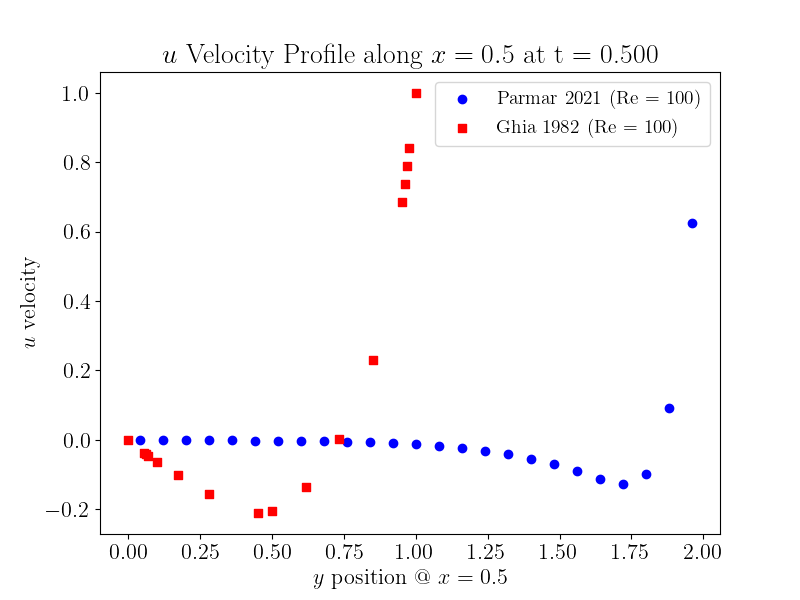 u Velocity Profile along x = 0.5 at t = 0.500
Parmar 2021 (Re = 100)
Ghia 1982 (Re = 100)
u velocity
1.0
0.8
0.6
0.4
0.2
0.0
−0.2
0.00 0.25 0.50 0.75 1.00 1.25 1.50 1.75 2.00
y position @ x = 0.5